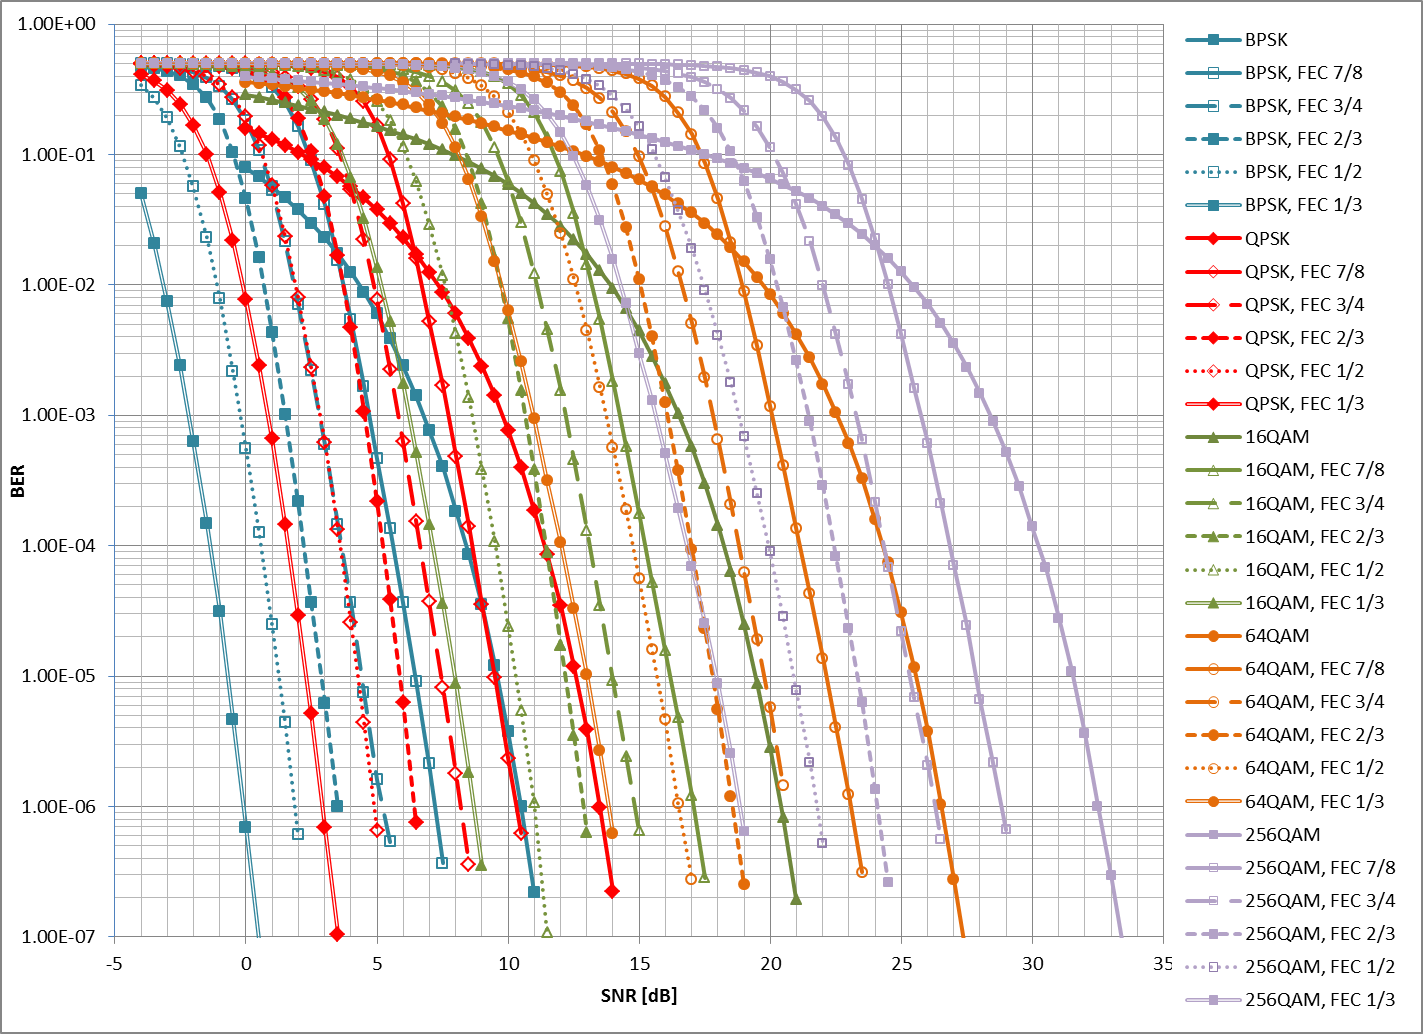 1.00E+00
1.00E-01
1.00E-02
1.00E-03
1.00E-04
1.00E-05
1.00E-06
1.00E-07
BER
-5
0
5
10
15
20
25
30
35
SNR [dB]
BPSK
BPSK, FEC 7/8
BPSK, FEC 3/4
BPSK, FEC 2/3
BPSK, FEC 1/2
BPSK, FEC 1/3
QPSK
QPSK, FEC 7/8
QPSK, FEC 3/4
QPSK, FEC 2/3
QPSK, FEC 1/2
QPSK, FEC 1/3
16QAM
16QAM, FEC 7/8
16QAM, FEC 3/4
16QAM, FEC 2/3
16QAM, FEC 1/2
16QAM, FEC 1/3
64QAM
64QAM, FEC 7/8
64QAM, FEC 3/4
64QAM, FEC 2/3
64QAM, FEC 1/2
64QAM, FEC 1/3
256QAM
256QAM, FEC 7/8
256QAM, FEC 3/4
256QAM, FEC 2/3
256QAM, FEC 1/2
256QAM, FEC 1/3